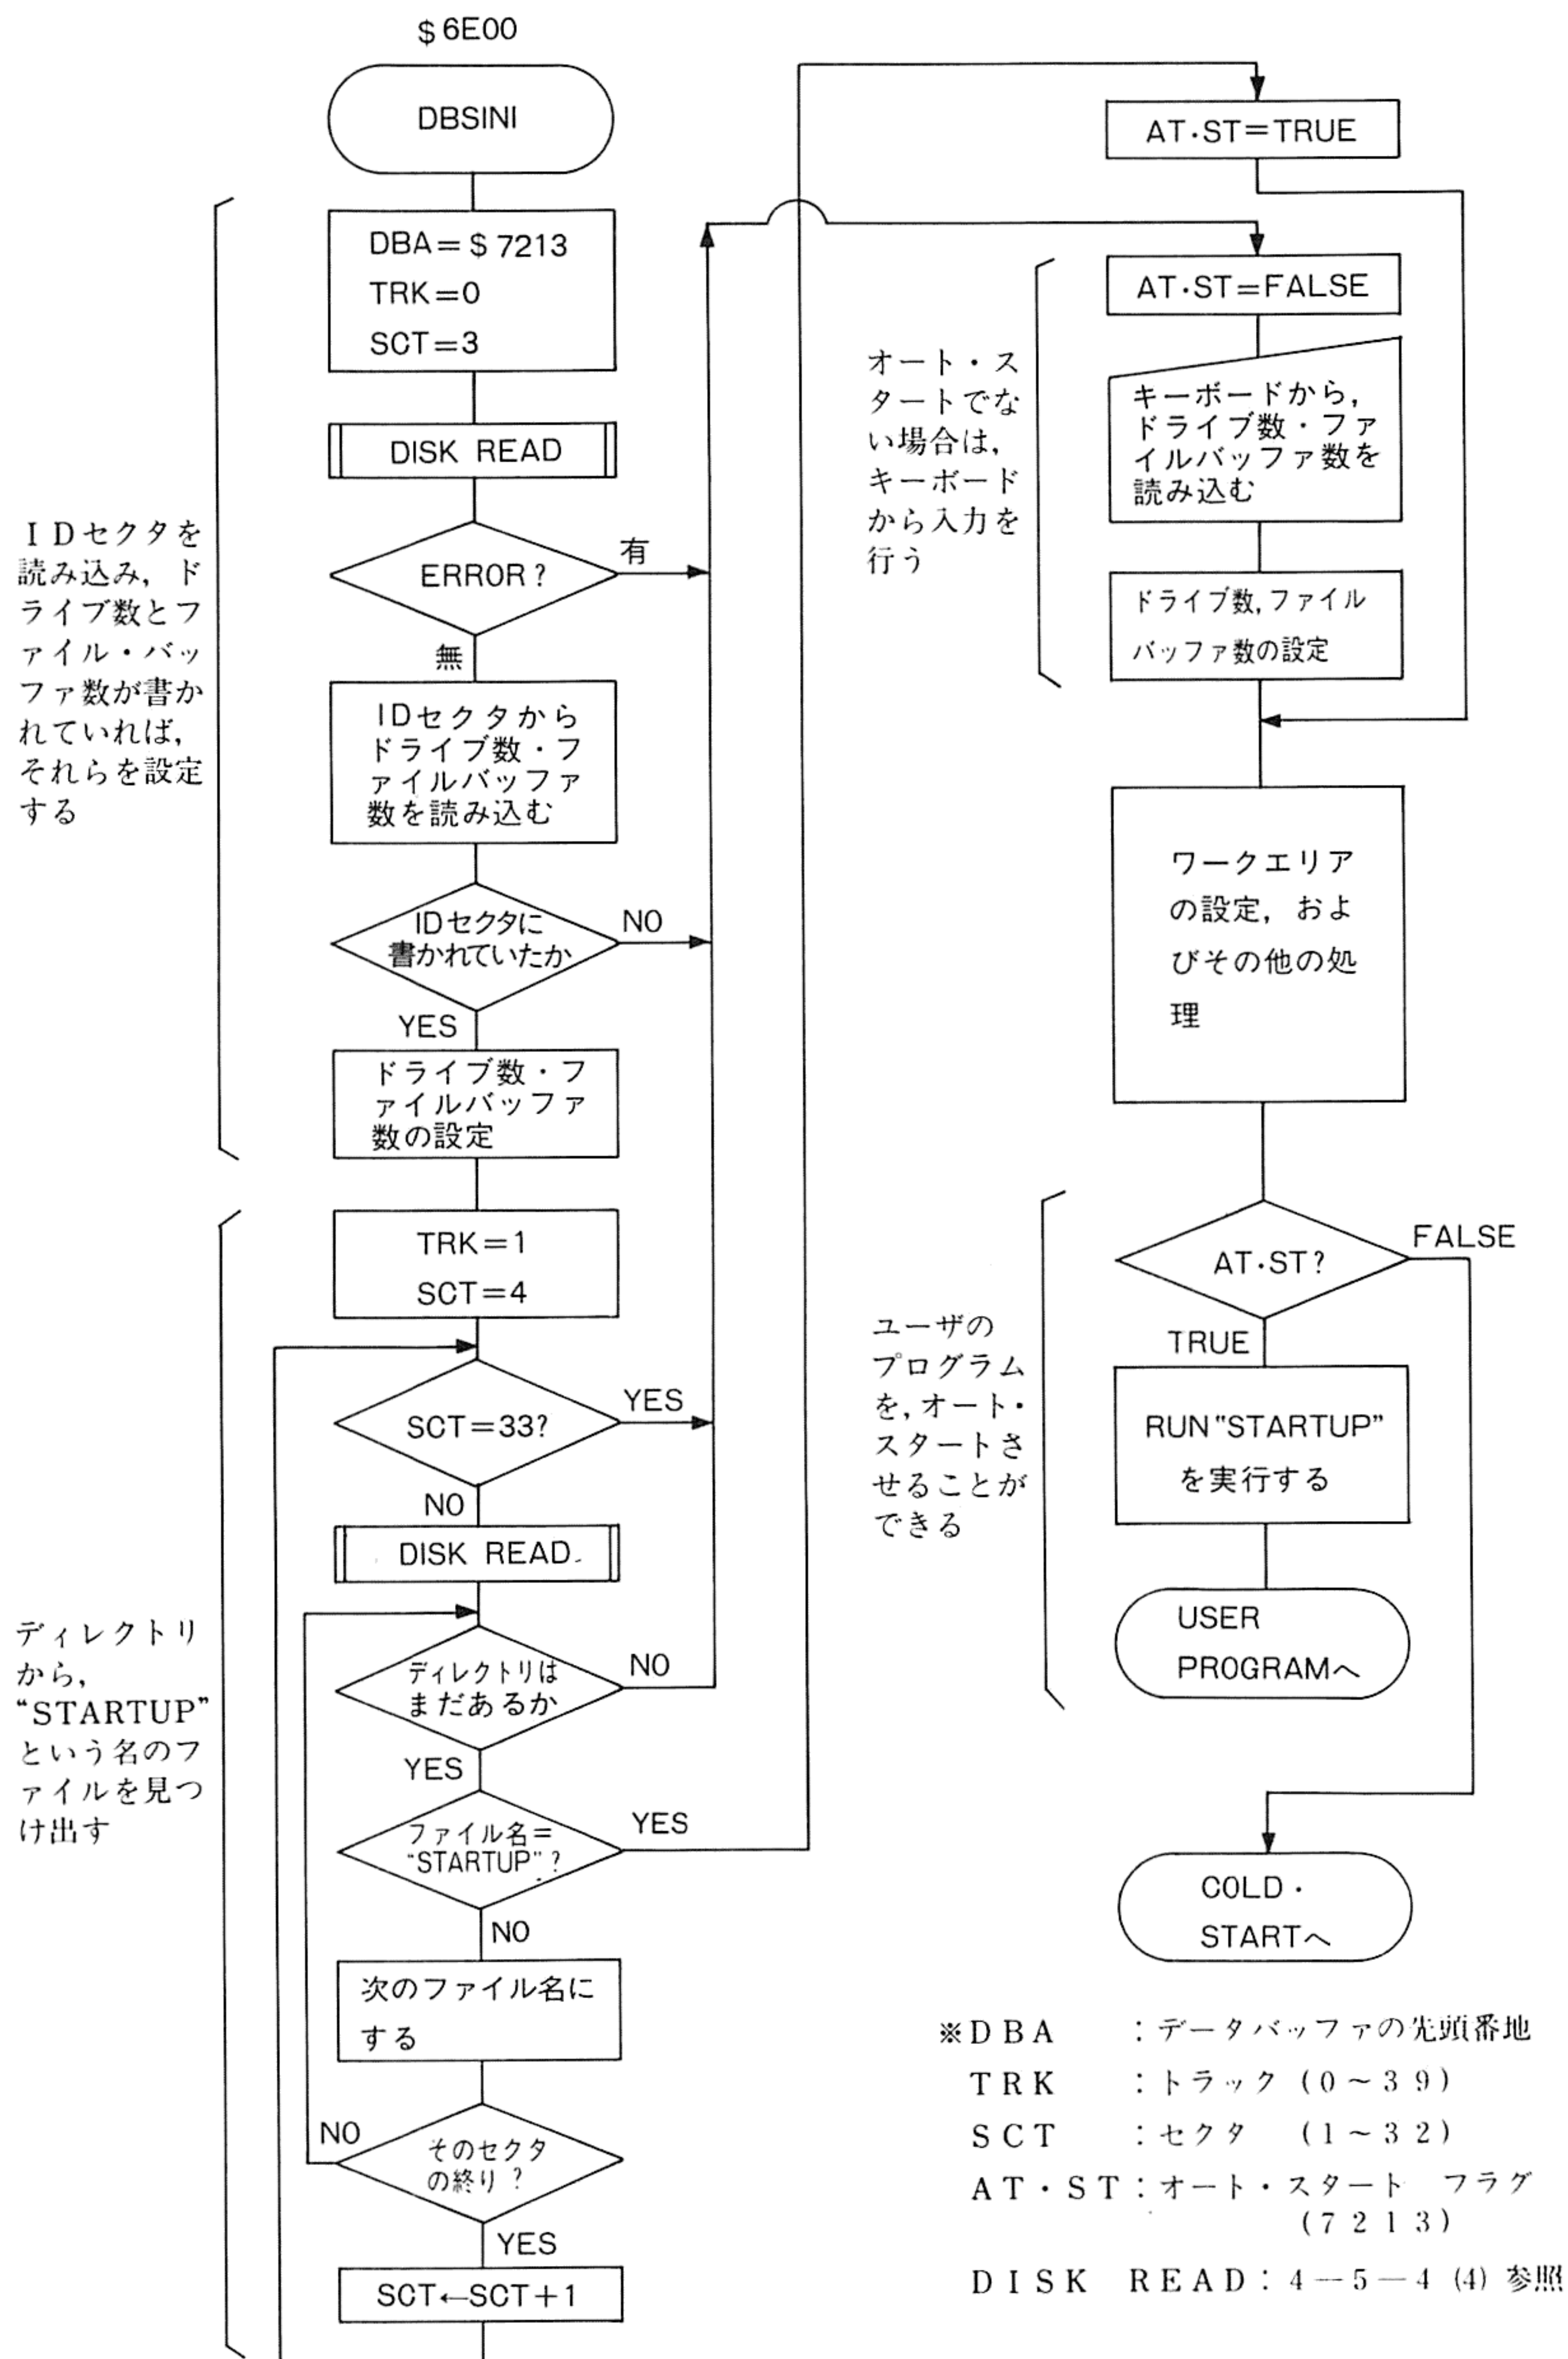 $6E00
DBSINI
DBA=$7213
TRK=0
SCT=3
DISK READ
ERROR?
有
無
IDセクタから
ドライブ数・フ
ァイルバッファ
数を読み込む
IDセクタに
書かれていたか
NO
YES
ドライブ数・フ
ァイルバッファ
数の設定
IDセクタを
読み込み,ド
ライブ数とフ
ァイル・バッ
ファ数が書か
れていれば,
それらを設定
する
TRK=1
SCT=4
SCT=33?
YES
NO
DISK READ
ディレクトリは
まだあるか
NO
YES
ファイル名=
“STARTUP”?
YES
NO
次のファイル名に
する
そのセクタ
の終り?
NO
YES
SCT←SCT+1
ディレクトリ
から,
“STARTUP”
という名のフ
ァイルを見つ
け出す
AT・ST=TRUE
AT・ST=FALSE
キーボードから,
ドライブ数・ファ
イルバッファ数を
読み込む
ドライブ数,ファイル
バッファ数の設定
オート・ス
タートでな
い場合は,
キーボード
から入力を
行う
ワークエリア
の設定,およ
びその他の処
理
AT・ST?
FALSE
TRUE
RUN“STARTUP”
を実行する
USER
PROGRAMへ
ユーザの
プログラム
を,オート・
スタートさ
せることが
できる
COLD・
STARTへ
※DBA :データバッファの先頭番地
TRK :トラック(0~39)
SCT :セクタ (1~32)
AT・ST:オート・スタート フラグ
(7213)
DISK READ:4-5-4 (4) 参照